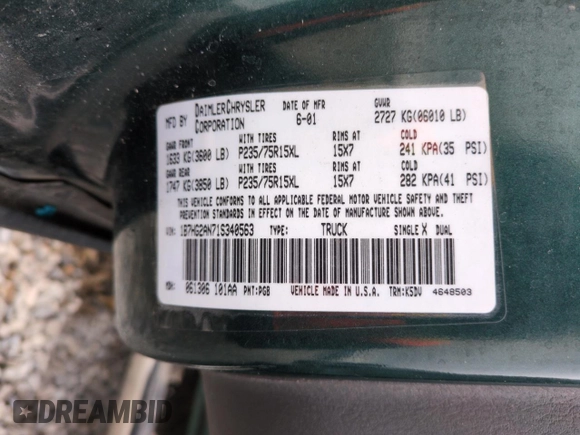 MFD BY DAIMLERCHRYSLER CORPORATION DATE OF MFR 6-01 GVWR 2727 KG(06010 LB)
GAWR FRONT WITH TIRES RIMS AT COLD
1633 KG(3600 LB) P235/75R15XL 15X7 241 KPA(35 PSI)
GAWR REAR WITH TIRES RIMS AT COLD
1747 KG(3850 LB) P235/75R15XL 15X7 282 KPA(41 PSI)
THIS VEHICLE CONFORMS TO ALL APPLICABLE FEDERAL MOTOR VEHICLE SAFETY AND THEFT
PREVENTION STANDARDS IN EFFECT ON THE DATE OF MANUFACTURE SHOWN ABOVE.
VIN: 1B7HG2AN71S340563 TYPE: TRUCK SINGLE X DUAL
MDH: 061306 101AA PNT:PGB VEHICLE MADE IN U.S.A. TRM:K5DV
4648503
DREAMBID